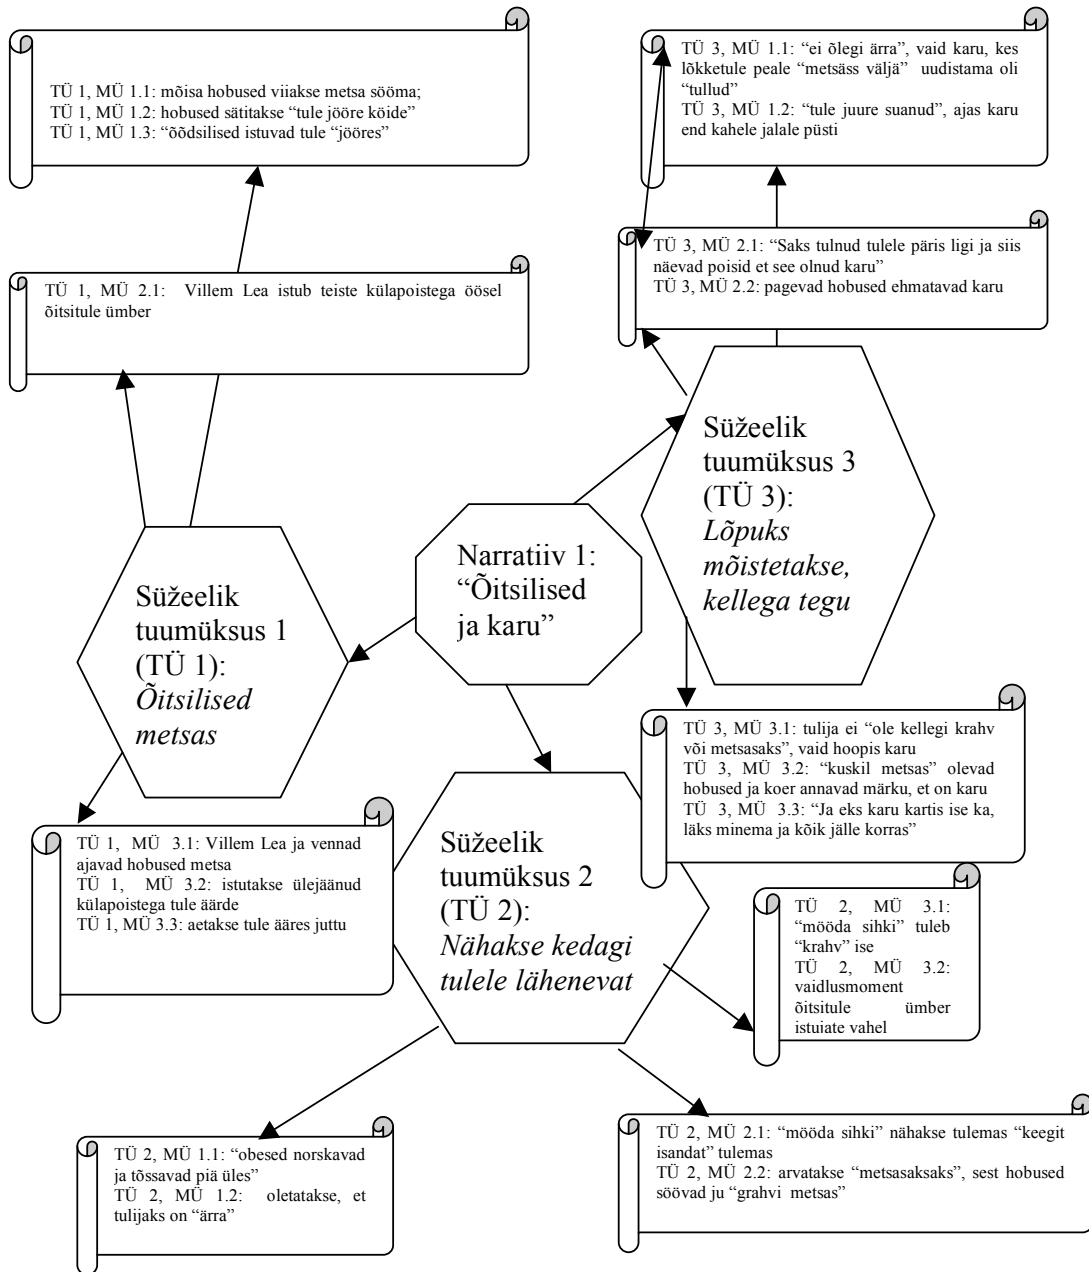 TÜ 1, MÜ 1.1: mõisa hobused viiakse metsa sööma;
TÜ 1, MÜ 1.2: hobused sätitakse “tule jööre köide”
TÜ 1, MÜ 1.3: “õõdsilised istuvad tule “jööres”
TÜ 3, MÜ 1.1: “ei õlegi ärra”, vaid karu, kes
lõkketule peale “metsäss väljä” uudistama oli
“tullud”
TÜ 3, MÜ 1.2: “tule juure suanud”, ajas karu
end kahele jalale püsti
TÜ 3, MÜ 2.1: “Saks tulnud tulele päris ligi ja siis
näevad poisid et see olnud karu”
TÜ 3, MÜ 2.2: pagevad hobused ehmatavad karu
TÜ 1, MÜ 2.1: Villem Lea istub teiste külapoistega öösel
õitsitule ümber
Süžeelik
tuumüksus 3
(TÜ 3):
Lõpuks
mõistetakse,
kellega tegu
Narratiiv 1:
“Õitsilised
ja karu”
Süžeelik
tuumüksus 1
(TÜ 1):
Õitsilised
metsas
TÜ 3, MÜ 3.1: tulija ei “ole kellegi krahv
või metsasaks”, vaid hoopis karu
TÜ 3, MÜ 3.2: “kuskil metsas” olevad
hobused ja koer annavad märku, et on karu
TÜ 3, MÜ 3.3: “Ja eks karu kartis ise ka,
läks minema ja kõik jälle korras”
TÜ 1, MÜ 3.1: Villem Lea ja vennad
ajavad hobused metsa
TÜ 1, MÜ 3.2: istutakse ülejäänud
külapoistega tule äärde
TÜ 1, MÜ 3.3: aetakse tule ääres juttu
Süžeelik
tuumüksus 2
(TÜ 2):
Nähakse kedagi
tulele lähenevat
TÜ 2, MÜ 3.1:
“mööda sihki” tuleb
“krahv” ise
TÜ 2, MÜ 3.2:
vaidlusmoment
õitsitule ümber
istuiate vahel
TÜ 2, MÜ 1.1: “obesed norskavad
ja tõssavad piä üles”
TÜ 2, MÜ 1.2: oletatakse, et
tulijaks on “ärra”
TÜ 2, MÜ 2.1: “mööda sihki” nähakse tulemas “keegit
isandat” tulemas
TÜ 2, MÜ 2.2: arvatakse “metsasaksaks”, sest hobused
söövad ju “grahvi metsas”